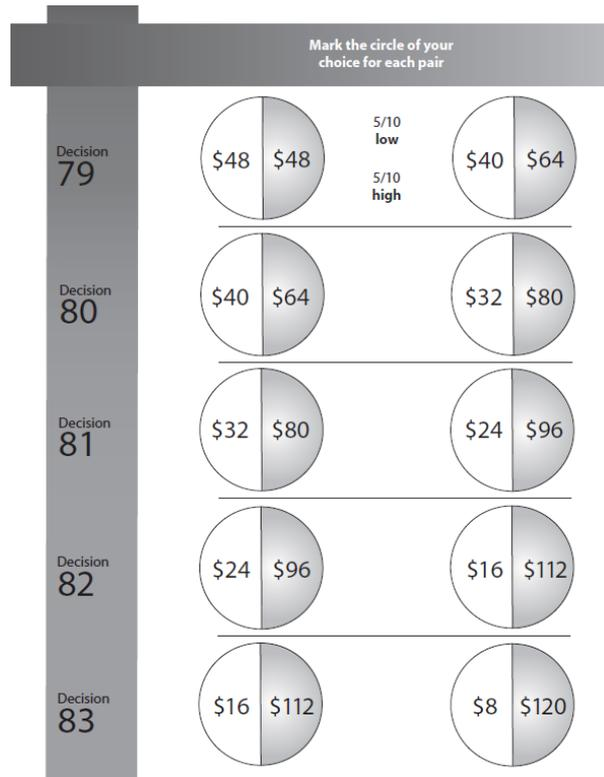 Mark the circle of your
choice for each pair
Decision
79
$48 $48
5/10
low
5/10
high
$40 $64
Decision
80
$40 $64
$32 $80
Decision
81
$32 $80
$24 $96
Decision
82
$24 $96
$16 $112
Decision
83
$16 $112
$8 $120